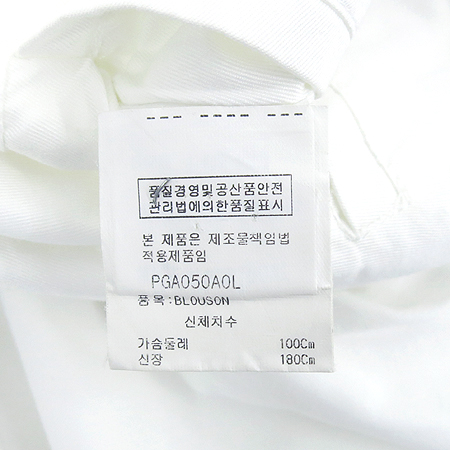 품질경영및공산품안전
관리법에의한품질표시
본 제품은 제조물책임법
적용제품임
PGA050A0L
품목:BLOUSON
신체치수
가슴둘레 100Cm
신장 180Cm